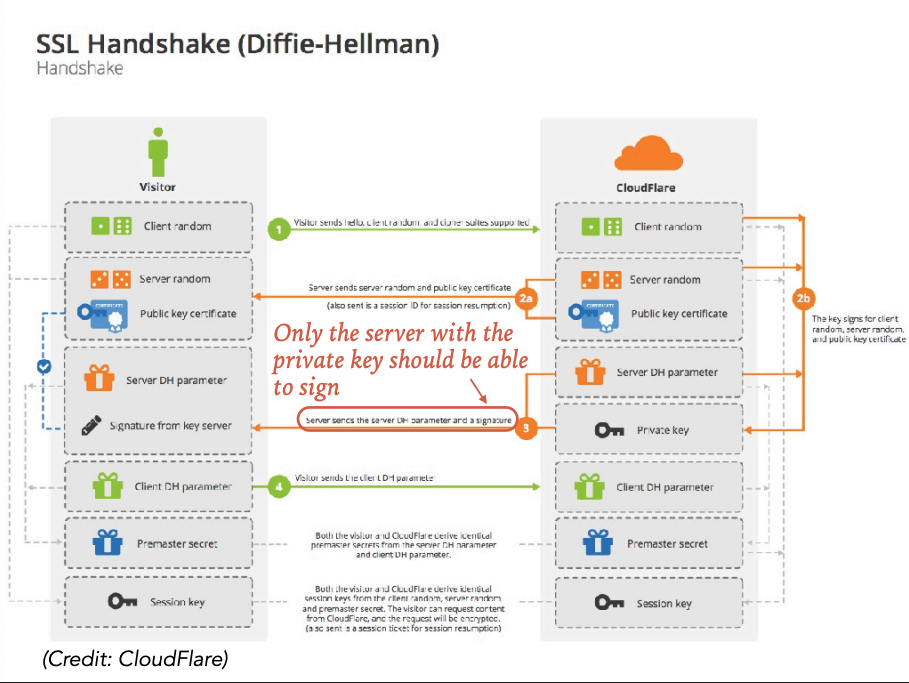 SSL Handshake (Diffie-Hellman)
Handshake
Visitor
CloudFlare
Client random
1
Visitor sends hello, client random, and cipher suites supported
Client random
Server random
Public key certificate
Server sends server random and public key certificate
(also sent is a session ID for session resumption)
2a
Server random
Public key certificate
2b
The key signs for client
random, server random,
and public key certificate
Only the server with the
private key should be able
to sign
Server DH parameter
Signature from key server
Server sends the server DH parameter and a signature
3
Server DH parameter
Private key
Client DH parameter
4
Visitor sends the client DH parameter
Client DH parameter
Premaster secret
Both the visitor and CloudFlare derive identical
premaster secrets from the server DH parameter
and client DH parameter.
Premaster secret
Session key
Both the visitor and CloudFlare derive identical
session keys from the client random, server random,
and premaster secret. The visitor can request content
from CloudFlare, and the request will be encrypted.
(a so sent is a session ticket for session resumption)
Session key
(Credit: CloudFlare)